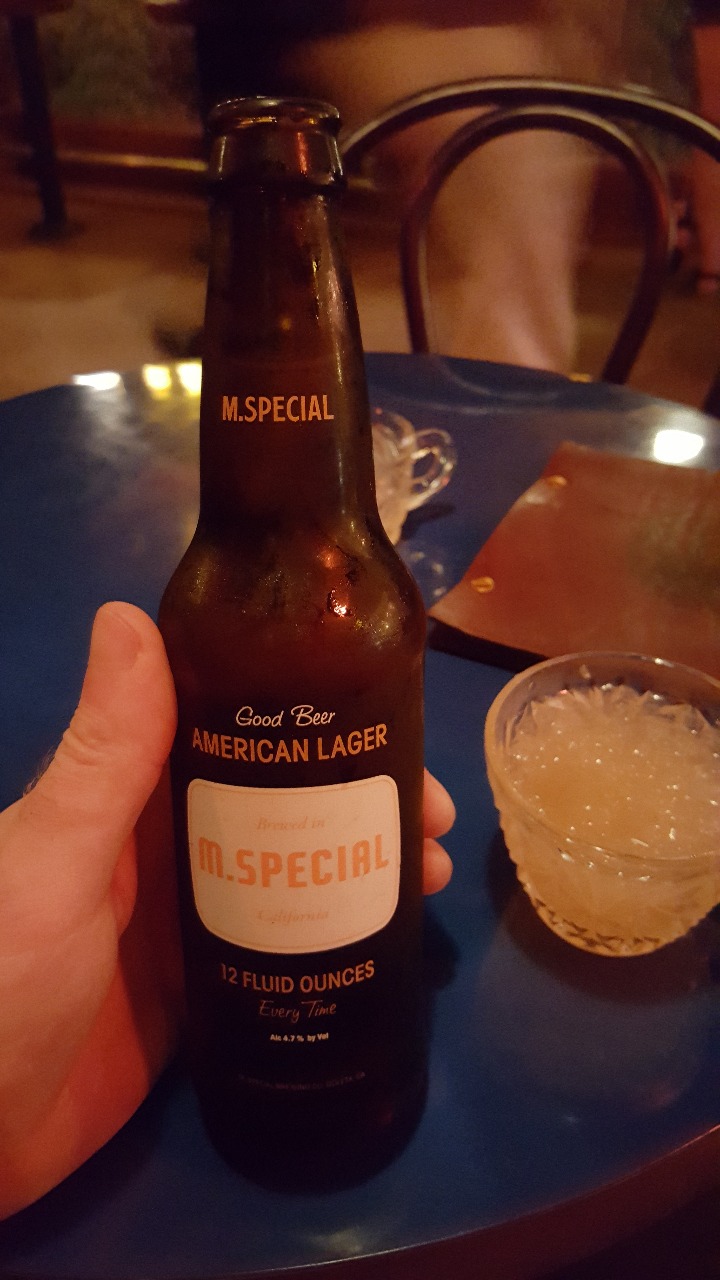 M.SPECIAL
Good Beer
AMERICAN LAGER
Brewed in
M.SPECIAL
California
12 FLUID OUNCES
Every Time
Alc 4.7 % by Vol